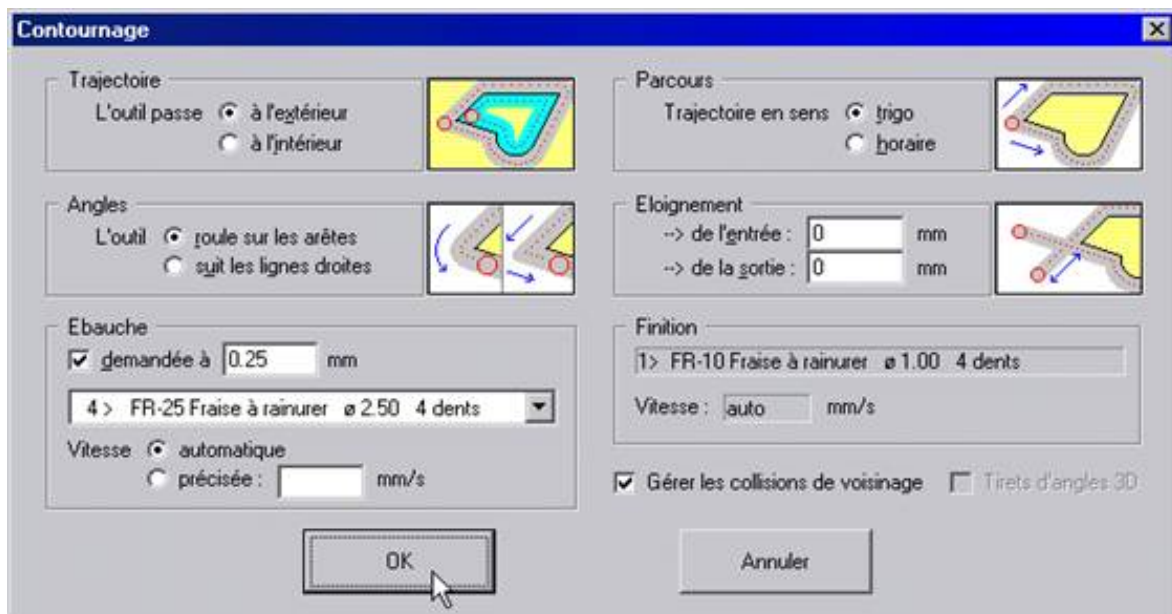 Contournage
Trajectoire
L'outil passe à l'extérieur
à l'intérieur
Parcours
Trajectoire en sens trigo
horaire
Angles
L'outil roule sur les arêtes
suit les lignes droites
Eloignement
--> de l'entrée : 0 mm
--> de la sortie : 0 mm
Ebauche
demandée à 0.25 mm
4 > FR-25 Fraise à rainurer ø 2.50 4 dents
Vitesse automatique
précisée : mm/s
Finition
1> FR-10 Fraise à rainurer ø 1.00 4 dents
Vitesse : auto mm/s
Gérer les collisions de voisinage Tirets d'angles 3D
OK Annuler